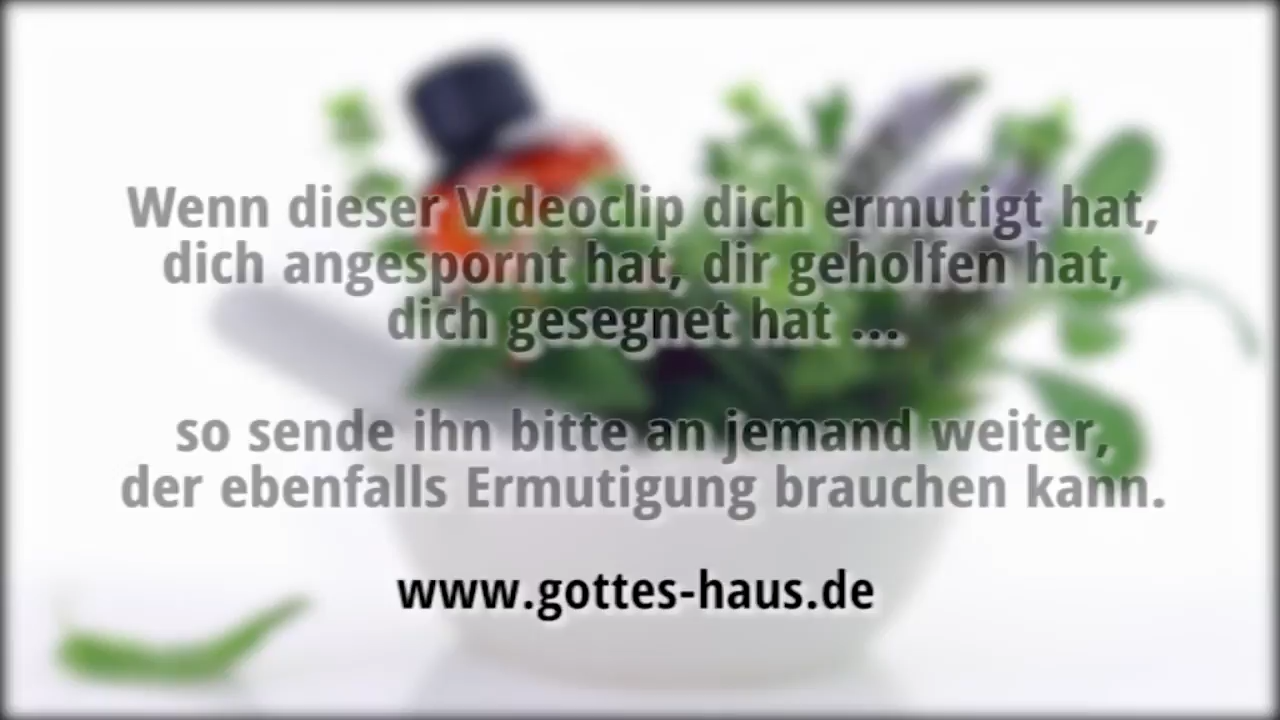 Wenn dieser Videoclip dich ermutigt hat,
dich angespornt hat, dir geholfen hat,
dich gesegnet hat ...
so sende ihn bitte an jemand weiter,
der ebenfalls Ermutigung brauchen kann.
www.gottes-haus.de